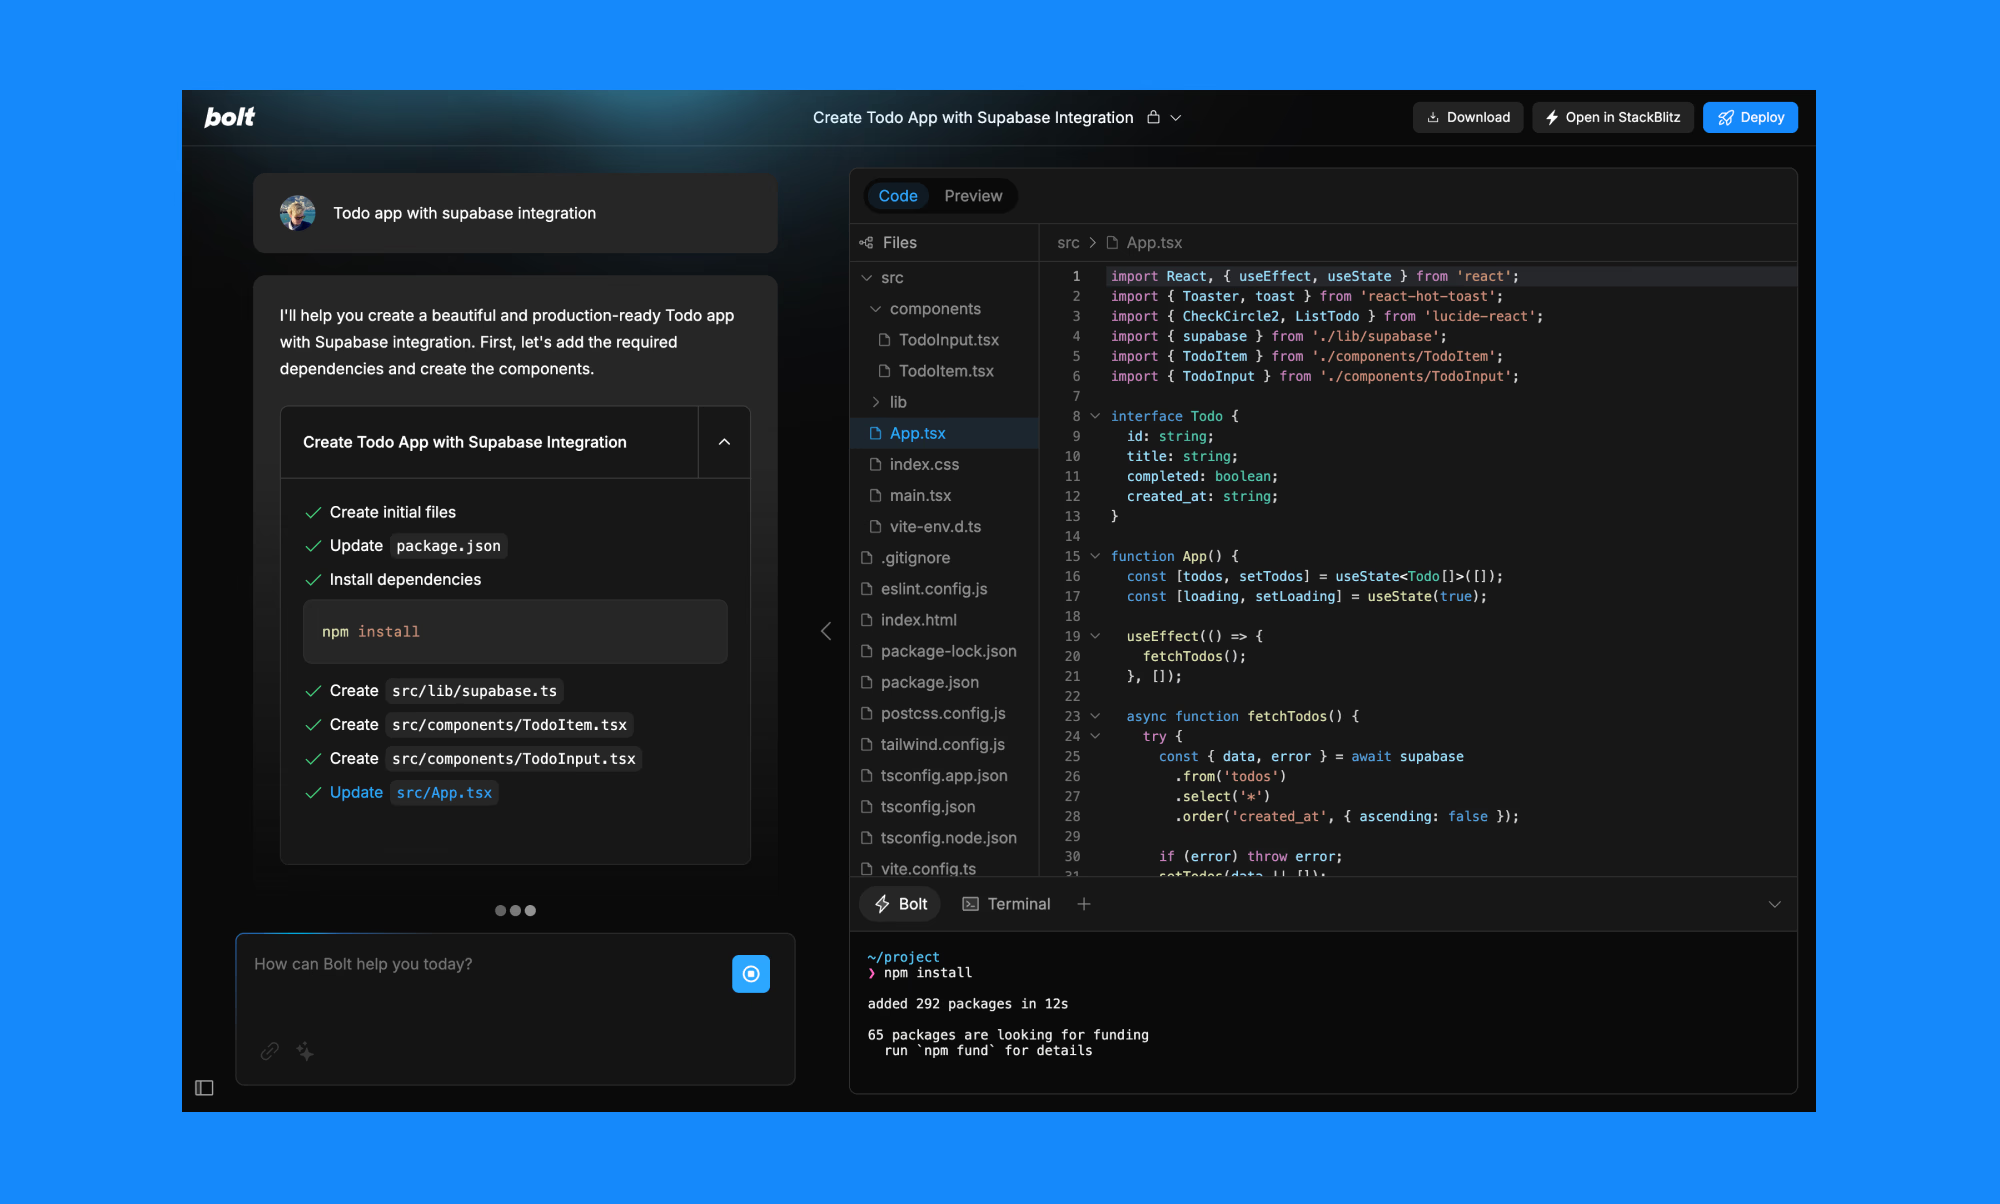 bolt
Create Todo App with Supabase Integration
Download
Open in StackBlitz
Deploy
Todo app with supabase integration
I'll help you create a beautiful and production-ready Todo app
with Supabase integration. First, let's add the required
dependencies and create the components.
Create Todo App with Supabase Integration
Create initial files
Update package.json
Install dependencies
npm install
Create src/lib/supabase.ts
Create src/components/TodoItem.tsx
Create src/components/TodoInput.tsx
Update src/App.tsx
How can Bolt help you today?
Code Preview
Files
src
components
TodoInput.tsx
TodoItem.tsx
lib
App.tsx
index.css
main.tsx
vite-env.d.ts
.gitignore
eslint.config.js
index.html
package-lock.json
package.json
postcss.config.js
tailwind.config.js
tsconfig.app.json
tsconfig.json
tsconfig.node.json
vite.config.ts
src > App.tsx
1 import React, { useEffect, useState } from 'react';
2 import { Toaster, toast } from 'react-hot-toast';
3 import { CheckCircle2, ListTodo } from 'lucide-react';
4 import { supabase } from './lib/supabase';
5 import { TodoItem } from './components/TodoItem';
6 import { TodoInput } from './components/TodoInput';
7
8 interface Todo {
9 id: string;
10 title: string;
11 completed: boolean;
12 created_at: string;
13 }
14
15 function App() {
16 const [todos, setTodos] = useState<Todo[]>([]);
17 const [loading, setLoading] = useState(true);
18
19 useEffect(() => {
20 fetchTodos();
21 }, []);
22
23 async function fetchTodos() {
24 try {
25 const { data, error } = await supabase
26 .from('todos')
27 .select('*')
28 .order('created_at', { ascending: false });
29
30 if (error) throw error;
31 setTodos(data || []);
Bolt
Terminal
~/project
❯ npm install
added 292 packages in 12s
65 packages are looking for funding
run `npm fund` for details